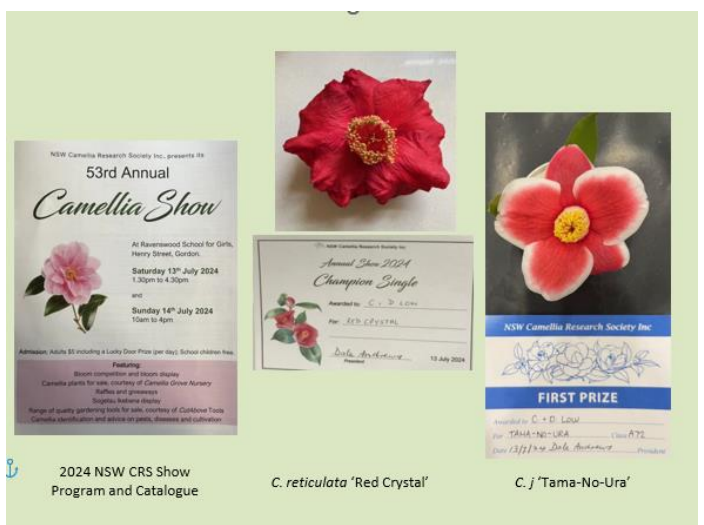 NSW Camellia Research Society Inc, presents its
53rd Annual
Camellia Show
At Ravenswood School for Girls,
Henry Street, Gordon.
Saturday 13th July 2024
1.30pm to 4.30pm
and
Sunday 14th July 2024
10am to 4pm
Admission: Adults $5 including a Lucky Door Prize (per day), School children free.
Featuring:
Bloom competition and bloom display
Camellia plants for sale, courtesy of Camellia Grove Nursery
Raffles and giveaways
Sogetsu Ikebana display
Range of quality gardening tools for sale, courtesy of Cutabove Tools
Camellia identification and advice on pests, diseases and cultivation
2024 NSW CRS Show
Program and Catalogue
NSW Camellia Research Society Inc
Annual Show 2024
Champion Single
Awarded to C + D LOW
For RED CRYSTAL
Dale Andrews
President
13 July 2024
C. reticulata ‘Red Crystal’
NSW Camellia Research Society Inc
FIRST PRIZE
Awarded to C + D LOW
For TAMA-NO-URA Class A72
Date 13/7/24 Dale Andrews President
C. j ‘Tama-No-Ura’